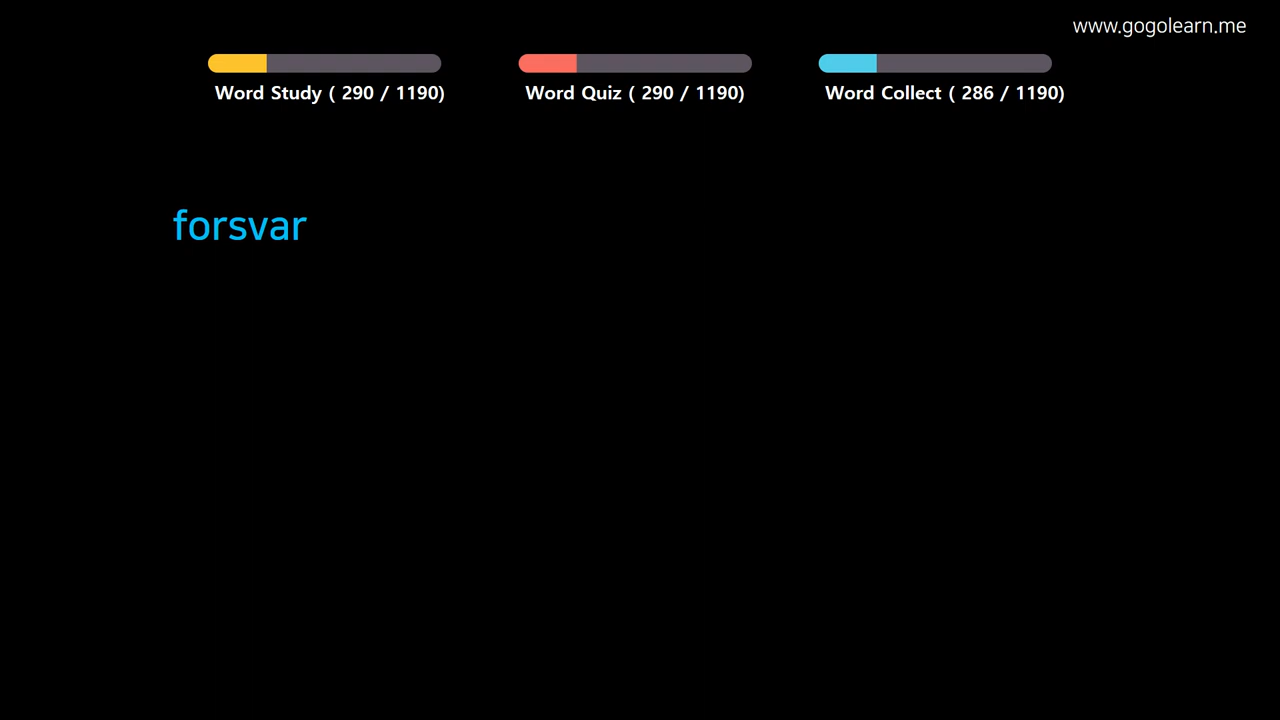 www.gogolearn.me
Word Study ( 290 / 1190)
Word Quiz ( 290 / 1190)
Word Collect ( 286 / 1190)
forsvar